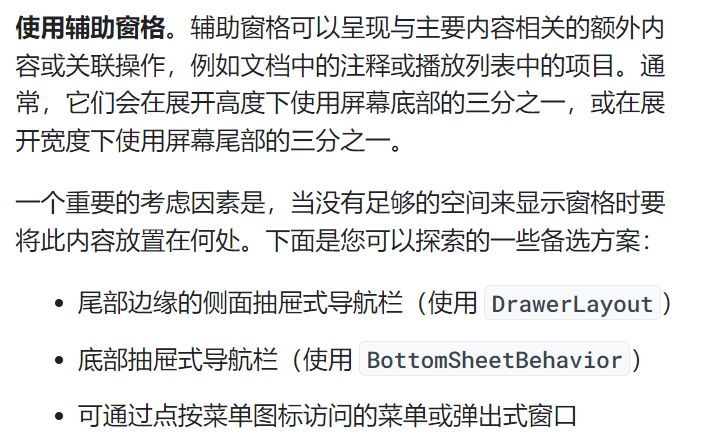 使用辅助窗格。辅助窗格可以呈现与主要内容相关的额外内
容或关联操作，例如文档中的注释或播放列表中的项目。通
常，它们会在展开高度下使用屏幕底部的三分之一，或在展
开宽度下使用屏幕尾部的三分之一。
一个重要的考虑因素是，当没有足够的空间来显示窗格时要
将此内容放置在何处。下面是您可以探索的一些备选方案：
• 尾部边缘的侧面抽屉式导航栏（使用 DrawerLayout）
• 底部抽屉式导航栏（使用 BottomSheetBehavior）
• 可通过点按菜单图标访问的菜单或弹出式窗口